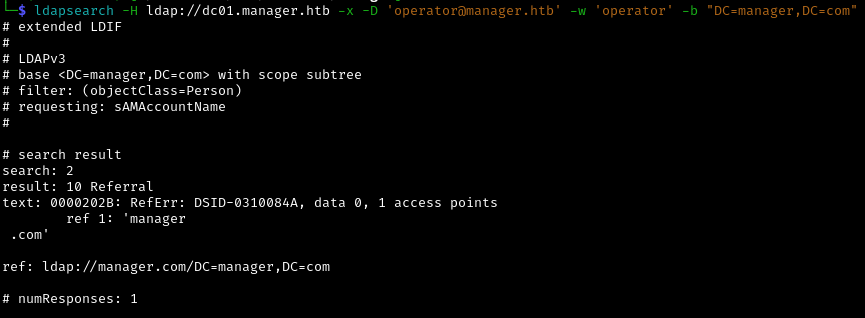 └─$ ldapsearch -H ldap://dc01.manager.htb -x -D 'operator@manager.htb' -w 'operator' -b "DC=manager,DC=com"
# extended LDIF
#
# LDAPv3
# base <DC=manager,DC=com> with scope subtree
# filter: (objectClass=Person)
# requesting: sAMAccountName
#

# search result
search: 2
result: 10 Referral
text: 0000202B: RefErr: DSID-0310084A, data 0, 1 access points
        ref 1: 'manager
 .com'

ref: ldap://manager.com/DC=manager,DC=com

# numResponses: 1